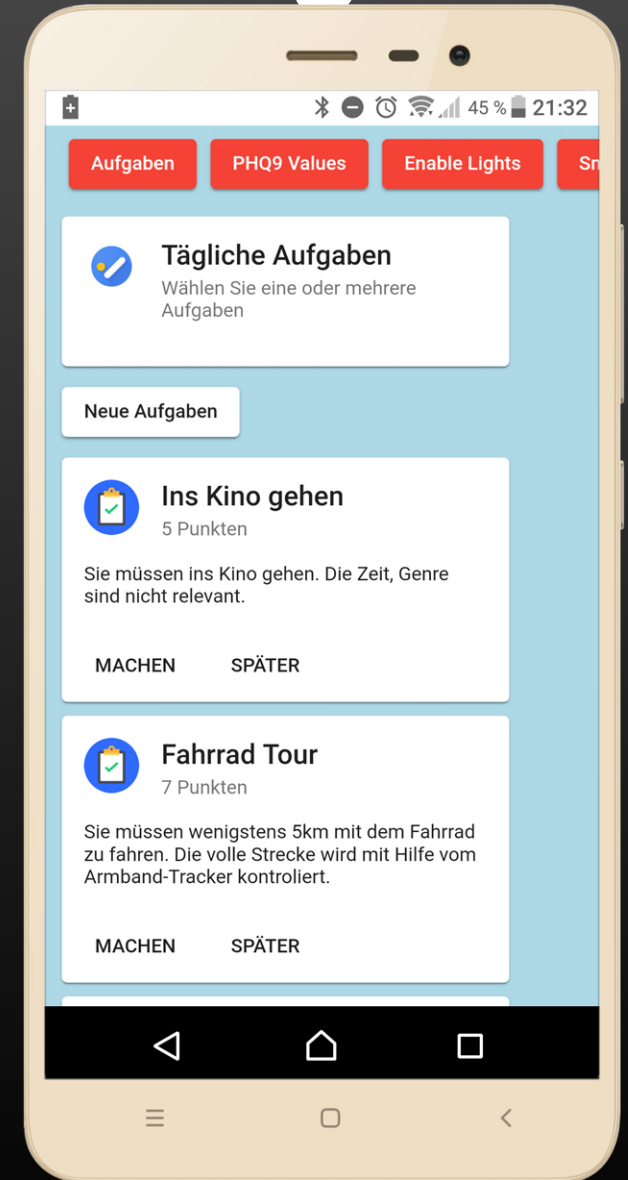 45 % 21:32
Aufgaben PHQ9 Values Enable Lights Sn
Tägliche Aufgaben
Wählen Sie eine oder mehrere
Aufgaben
Neue Aufgaben
Ins Kino gehen
5 Punkten
Sie müssen ins Kino gehen. Die Zeit, Genre
sind nicht relevant.
MACHEN SPÄTER
Fahrrad Tour
7 Punkten
Sie müssen wenigstens 5km mit dem Fahrrad
zu fahren. Die volle Strecke wird mit Hilfe vom
Armband-Tracker kontroliert.
MACHEN SPÄTER